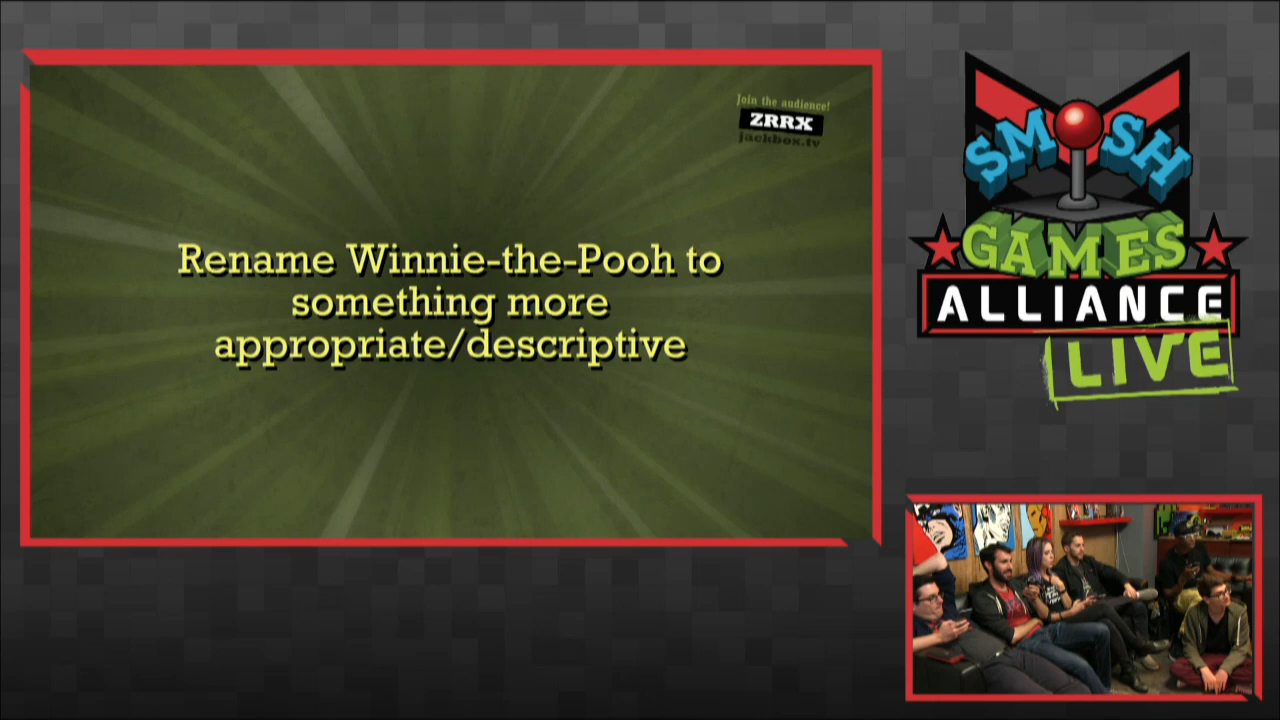 Join the audience!
ZRRX
jackbox.tv
Rename Winnie-the-Pooh to
something more
appropriate/descriptive
SMOSH
GAMES
ALLIANCE
LIVE